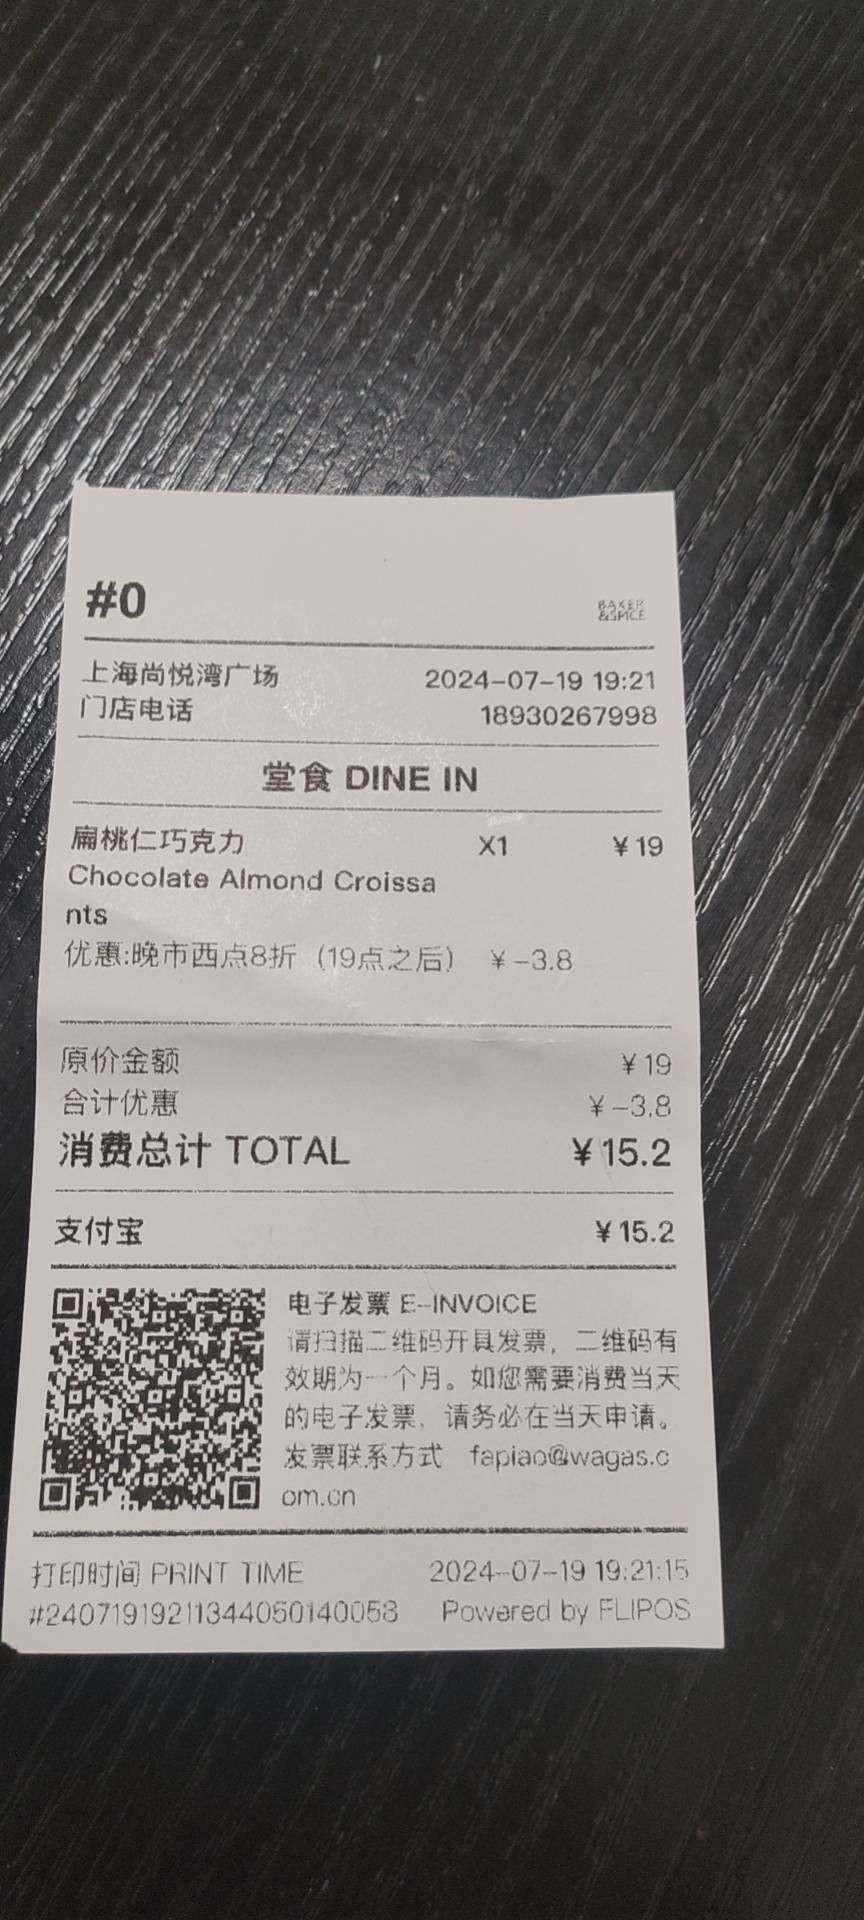 #0
BAKER
&SPICE
上海尚悦湾广场 2024-07-19 19:21
门店电话 18930267998
堂食 DINE IN
扁桃仁巧克力 X1 ¥19
Chocolate Almond Croissa
nts
优惠:晚市西点8折（19点之后） ¥-3.8
原价金额 ¥19
合计优惠 ¥-3.8
消费总计 TOTAL ¥15.2
支付宝 ¥15.2
电子发票 E-INVOICE
请扫描二维码开具发票，二维码有
效期为一个月。如您需要消费当天
的电子发票，请务必在当天申请。
发票联系方式 fapiao@wagas.c
om.cn
打印时间 PRINT TIME 2024-07-19 19:21:15
#24071919211344050140058 Powered by FLIPOS